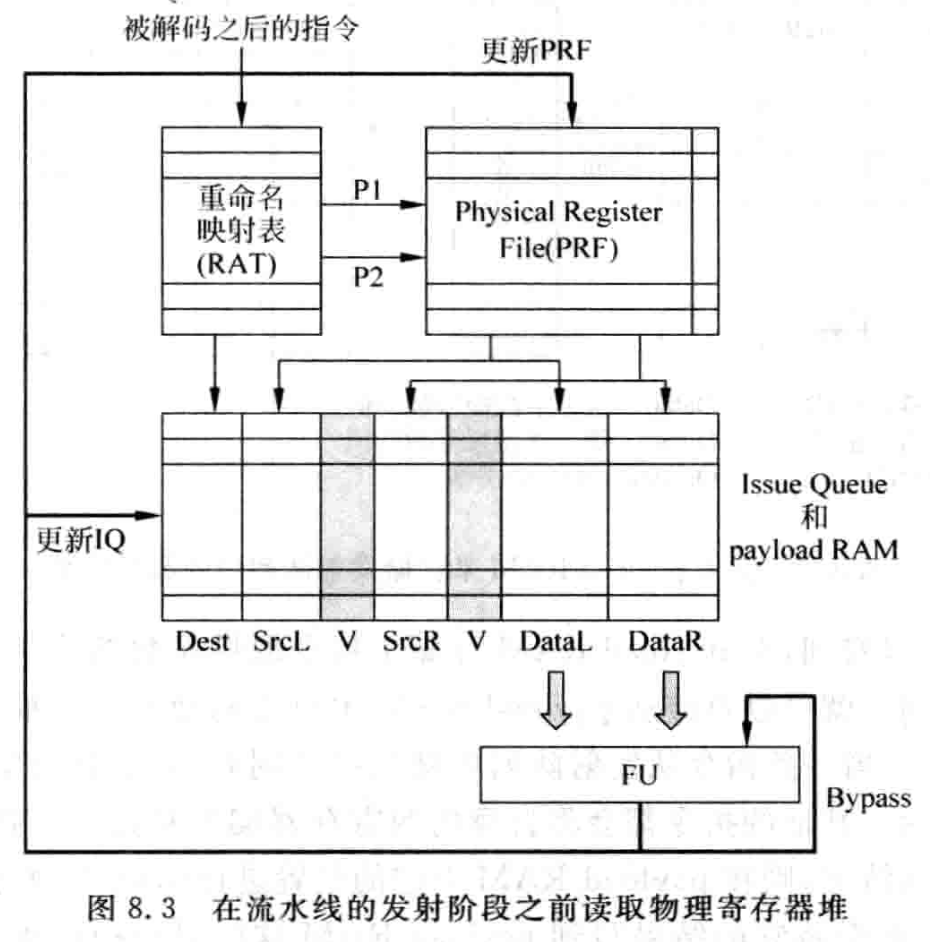 被解码之后的指令
更新PRF
重命名
映射表
(RAT)
P1
P2
Physical Register
File(PRF)
更新IQ
Issue Queue
和
payload RAM
Dest SrcL V SrcR V DataL DataR
FU
Bypass
图 8.3 在流水线的发射阶段之前读取物理寄存器堆